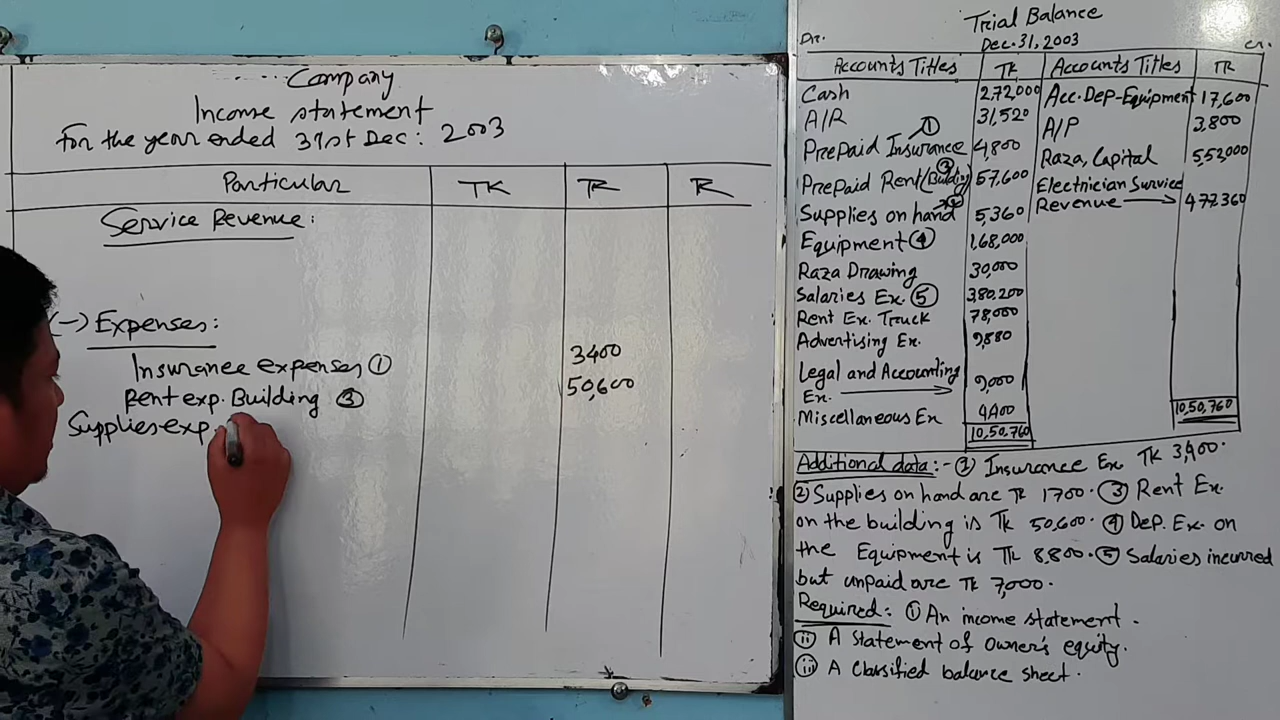 .... Company
Income statement
For the year ended 31st Dec: 2003
Particular TK TK TK
Service Revenue:
(-) Expenses:
Insurance expenses ① 3400
Rent exp. Building ③ 50,600
Supplies exp.
Trial Balance
Dr. Dec. 31, 2003 Cr.
Accounts Titles TK Accounts Titles TK
Cash 2,72,000 Acc. Dep-Equipment 17,600
A/R 31,520 A/P 3,800
Prepaid Insurance ① 4,800 Raza, Capital 5,52,000
Prepaid Rent (Building) ③ 57,600 Electrician Survice
Supplies on hand ② 5,360 Revenue 477,360
Equipment ④ 1,68,000
Raza Drawing 30,000
Salaries Ex. ⑤ 3,80,200
Rent Ex. Truck 78,000
Advertising Ex. 9,880
Legal and Accounting
Ex. 9,000
Miscellaneous Ex 4,400
10,50,760 10,50,760
Additional data:- ① Insurance Ex. TK 3,400.
② Supplies on hand are TK 1700. ③ Rent Ex.
on the building is TK 50,600. ④ Dep. Ex. on
the Equipment is TK 8,800. ⑤ Salaries incurred
but unpaid are TK 7,000.
Required: ① An income statement.
ⓘⓘ A statement of owner's equity.
ⓘⓘⓘ A classified balance sheet.